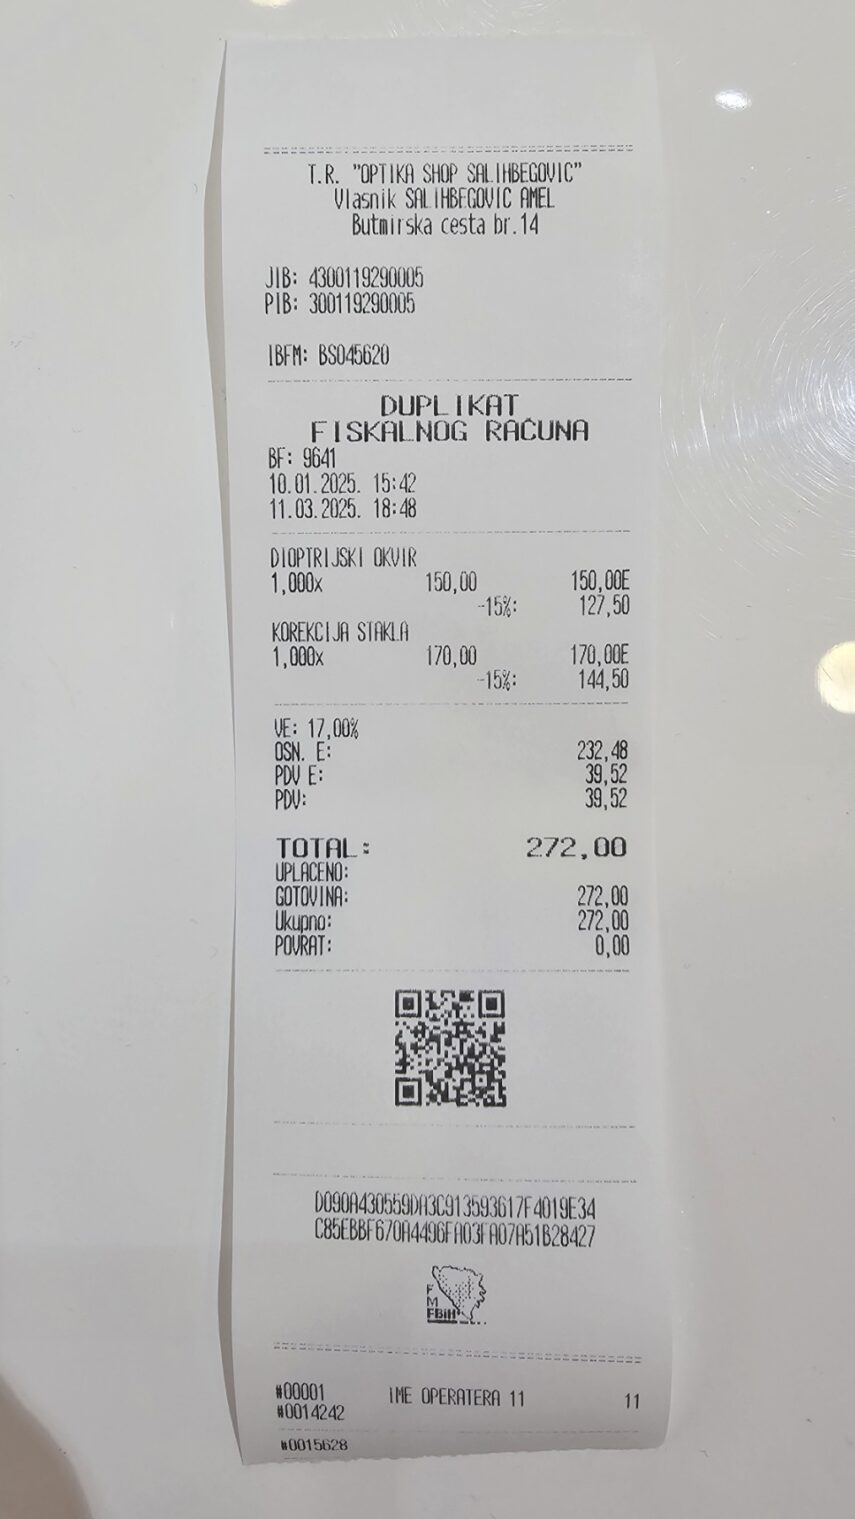 T.R. "OPTIKA SHOP SALIHBEGOVIC"
Vlasnik SALIHBEGOVIC AMEL
Butmirska cesta br.14
JIB: 4300119290005
PIB: 300119290005
IBFM: BS045620
DUPLIKAT
FISKALNOG RAČUNA
BF: 9641
10.01.2025. 15:42
11.03.2025. 18:48
DIOPTRIJSKI OKVIR
1,000x 150,00 150,00E
-15%: 127,50
KOREKCIJA STAKLA
1,000x 170,00 170,00E
-15%: 144,50
VE: 17,00%
OSN. E: 232,48
PDV E: 39,52
PDV: 39,52
TOTAL: 272,00
UPLACENO:
GOTOVINA: 272,00
Ukupno: 272,00
POVRAT: 0,00
D090A430559DA3C913593617F4019E34
C85EBBF670A4496FA03FA07A51B28427
F
M
FBiH
#00001 IME OPERATERA 11 11
#0014242
#0015628